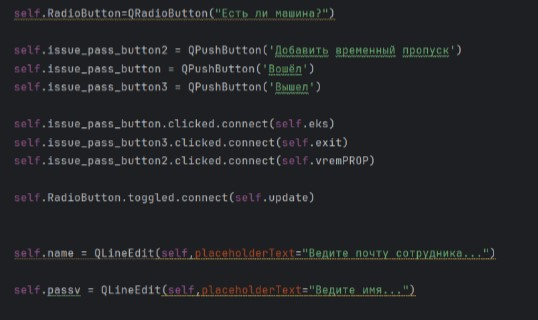 self.RadioButton=QRadioButton("Есть ли машина?")
self.issue_pass_button2 = QPushButton('Добавить временный пропуск')
self.issue_pass_button = QPushButton('Вошёл')
self.issue_pass_button3 = QPushButton('Вышел')
self.issue_pass_button.clicked.connect(self.eks)
self.issue_pass_button3.clicked.connect(self.exit)
self.issue_pass_button2.clicked.connect(self.vremPROP)
self.RadioButton.toggled.connect(self.update)
self.name = QLineEdit(self,placeholderText="Ведите почту сотрудника...")
self.passv = QLineEdit(self,placeholderText="Ведите имя...")